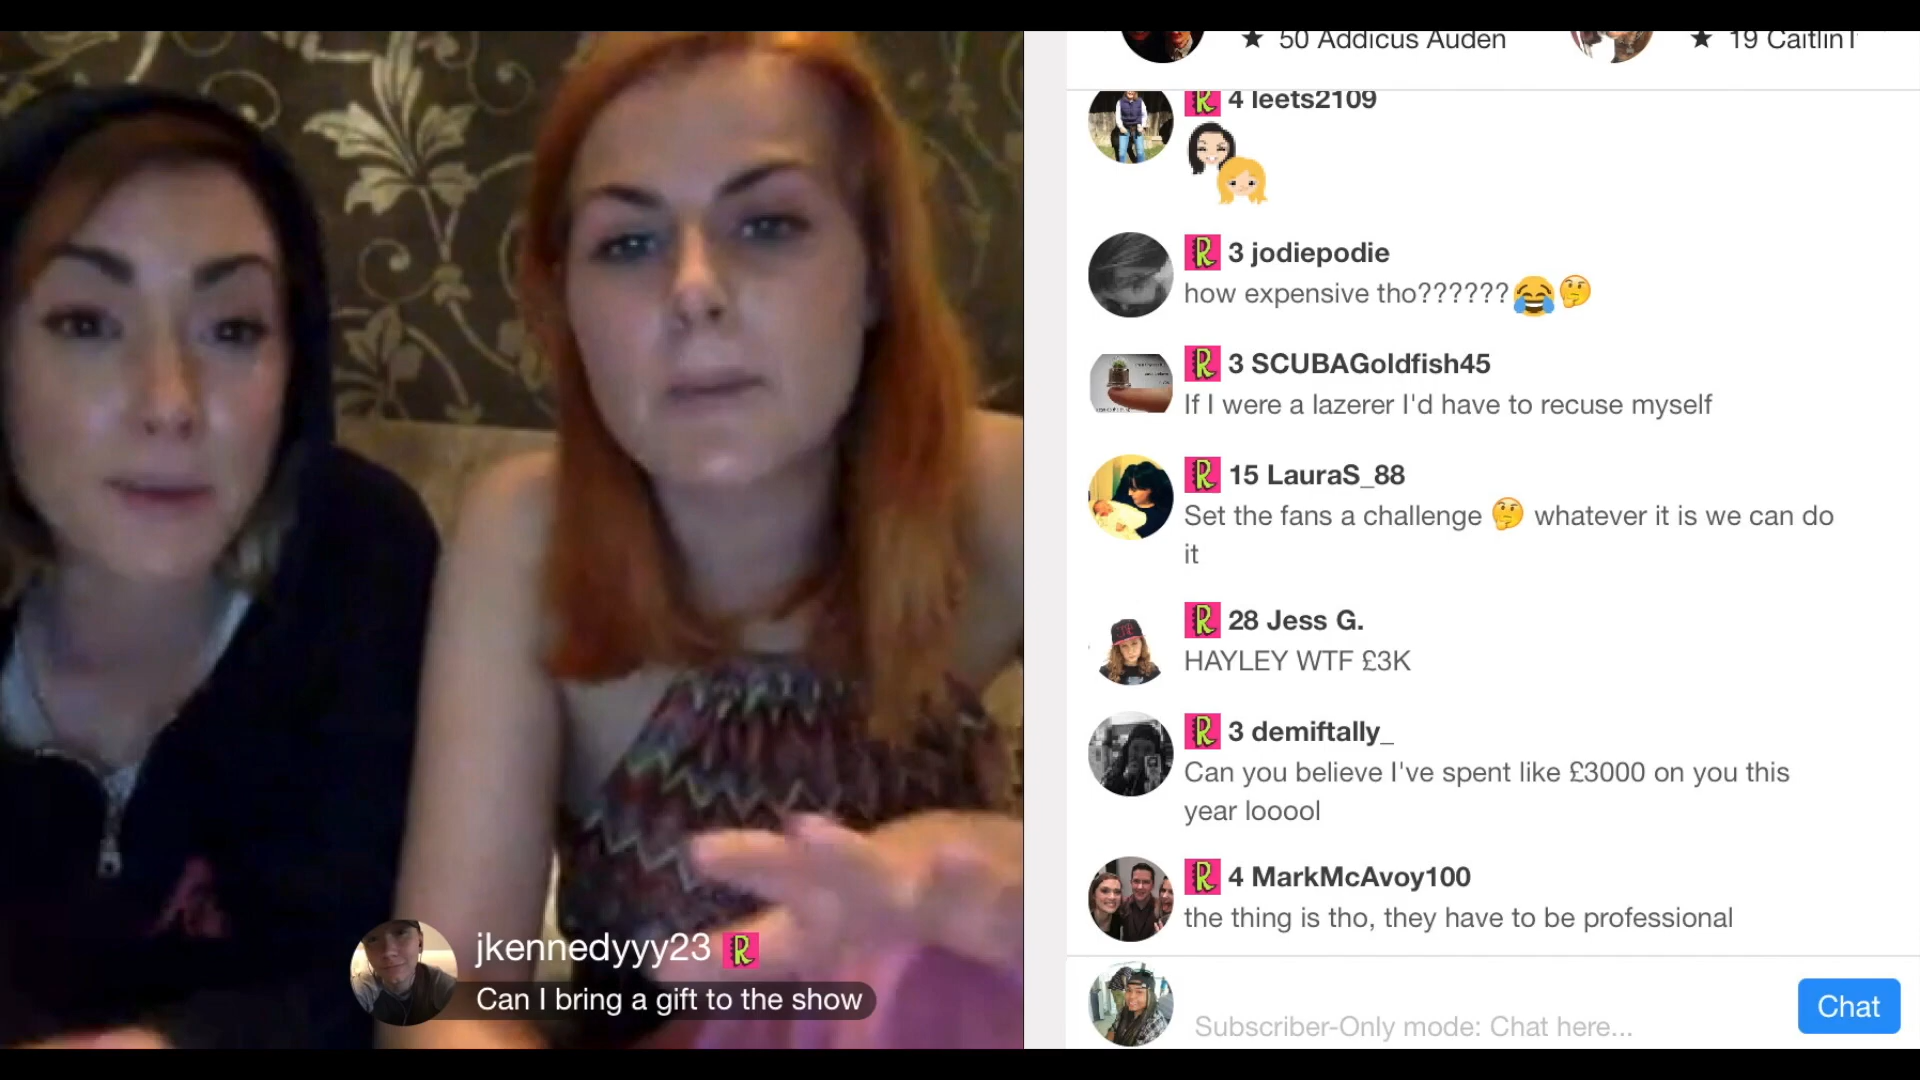 ★ 50 Addicus Auden
★ 19 Caitlin
R 4 leets2109
R 3 jodiepodie
how expensive tho??????😂🤔
R 3 SCUBAGoldfish45
If I were a lazerer I'd have to recuse myself
R 15 LauraS_88
Set the fans a challenge 🤔 whatever it is we can do
it
R 28 Jess G.
HAYLEY WTF £3K
R 3 demiftally_
Can you believe I've spent like £3000 on you this
year looool
R 4 MarkMcAvoy100
the thing is tho, they have to be professional
jkennedyyy23 R
Can I bring a gift to the show
Subscriber-Only mode: Chat here...
Chat